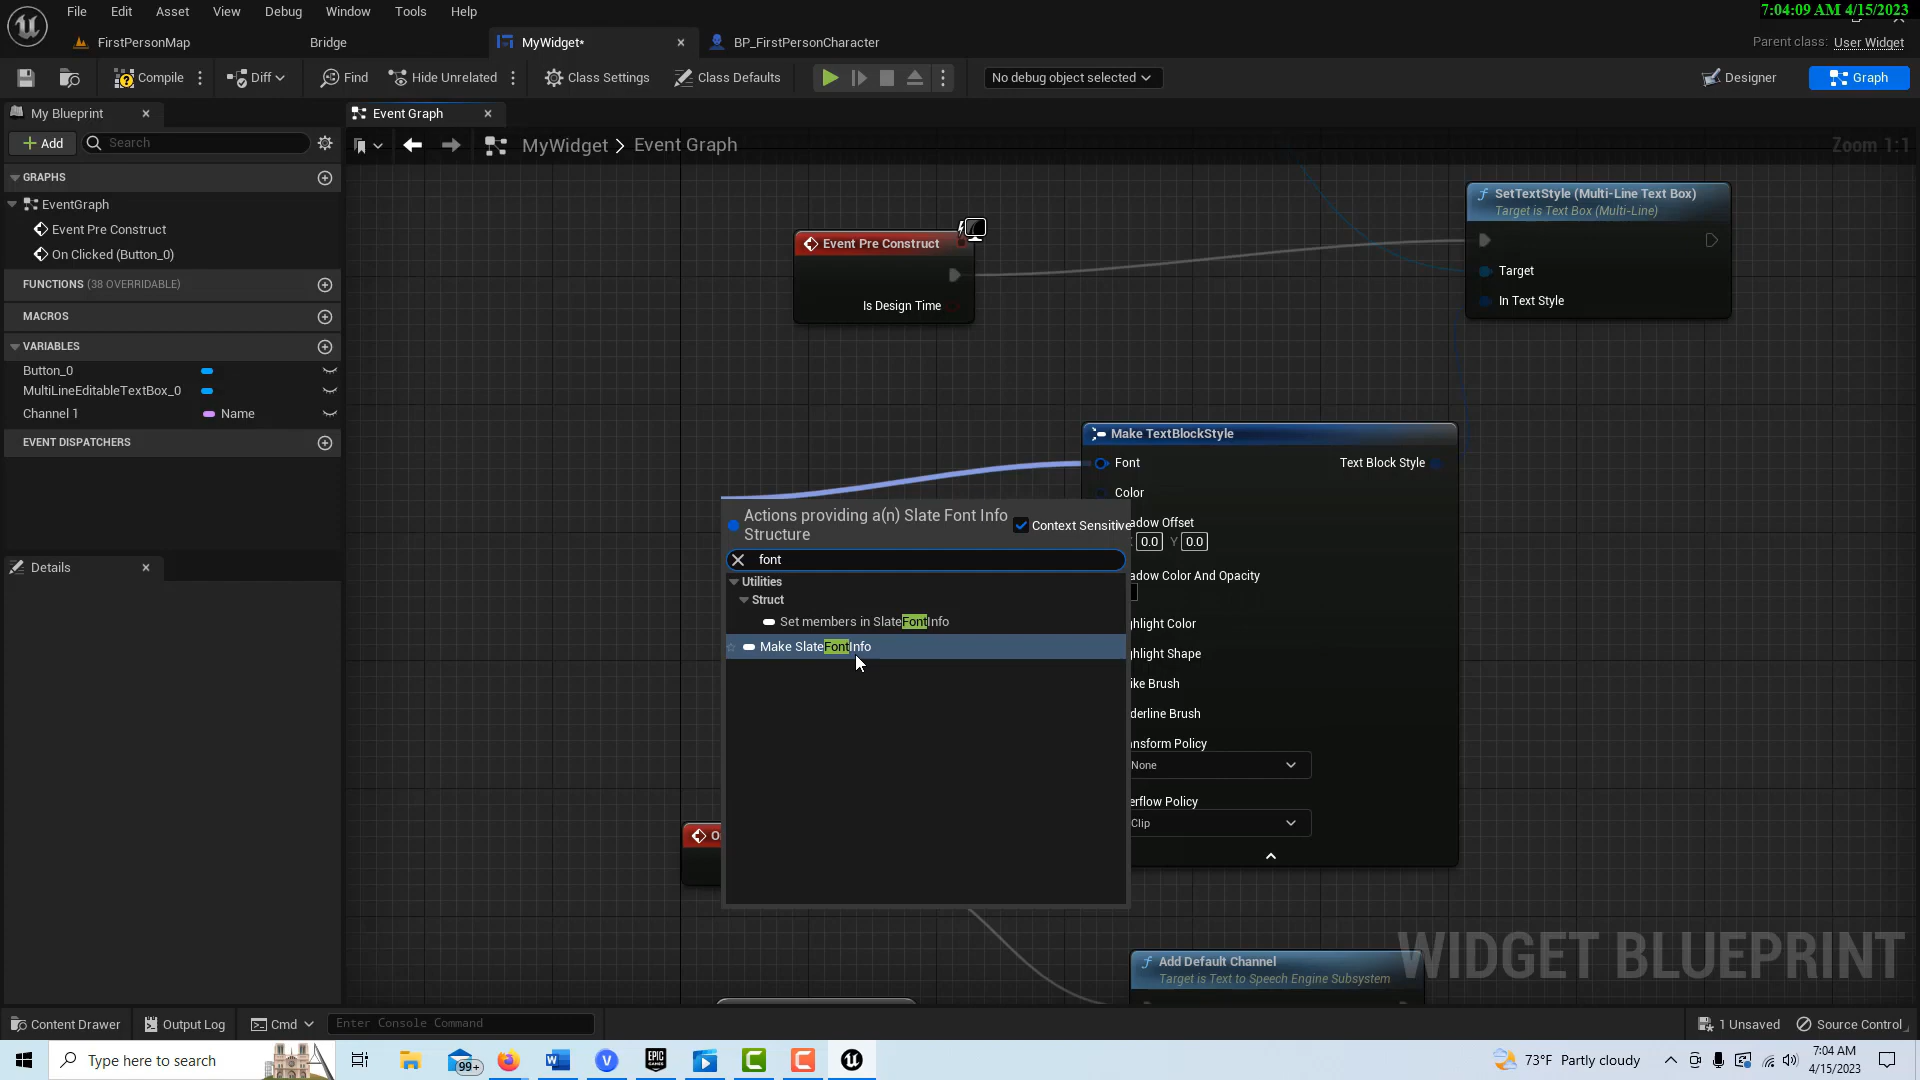 File Edit Asset View Debug Window Tools Help
7:04:09 AM 4/15/2023
FirstPersonMap
Bridge
MyWidget*
BP_FirstPersonCharacter
Parent class: User Widget
Compile
Diff
Find
Hide Unrelated
Class Settings
Class Defaults
No debug object selected
Designer
Graph
My Blueprint
Event Graph
Add
Search
MyWidget > Event Graph
Zoom 1:1
GRAPHS
EventGraph
Event Pre Construct
On Clicked (Button_0)
FUNCTIONS (38 OVERRIDABLE)
MACROS
VARIABLES
Button_0
MultiLineEditableTextBox_0
Channel 1 Name
EVENT DISPATCHERS
Details
SetTextStyle (Multi-Line Text Box)
Target is Text Box (Multi-Line)
Target
In Text Style
Event Pre Construct
Is Design Time
Make TextBlockStyle
Font Text Block Style
Color
adow Offset
0.0 Y 0.0
adow Color And Opacity
ghlight Color
ghlight Shape
ike Brush
derline Brush
ansform Policy
None
erflow Policy
Clip
Actions providing a(n) Slate Font Info
Structure
Context Sensitive
font
Utilities
Struct
Set members in SlateFontInfo
Make SlateFontInfo
Add Default Channel
Target is Text to Speech Engine Subsystem
WIDGET BLUEPRINT
Content Drawer
Output Log
Cmd
Enter Console Command
1 Unsaved
Source Control
Type here to search
99+
73°F Partly cloudy
7:04 AM
4/15/2023